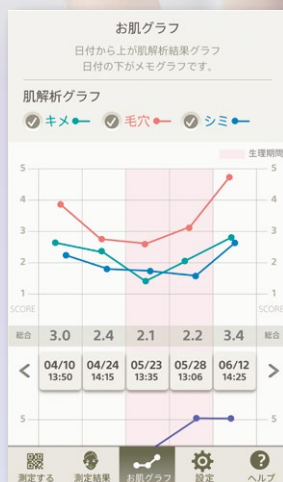 お肌グラフ
日付から上が肌解析結果グラフ
日付の下がメモグラフです。
肌解析グラフ
キメ 毛穴 シミ
生理期間
5 5
4 4
3 3
2 2
1 1
SCORE SCORE
総合 3.0 2.4 2.1 2.2 3.4 総合
< 04/10 04/24 05/23 05/28 06/12 >
13:50 14:15 13:35 13:06 14:25
5 5
測定する 測定結果 お肌グラフ 設定 ? ヘルプ